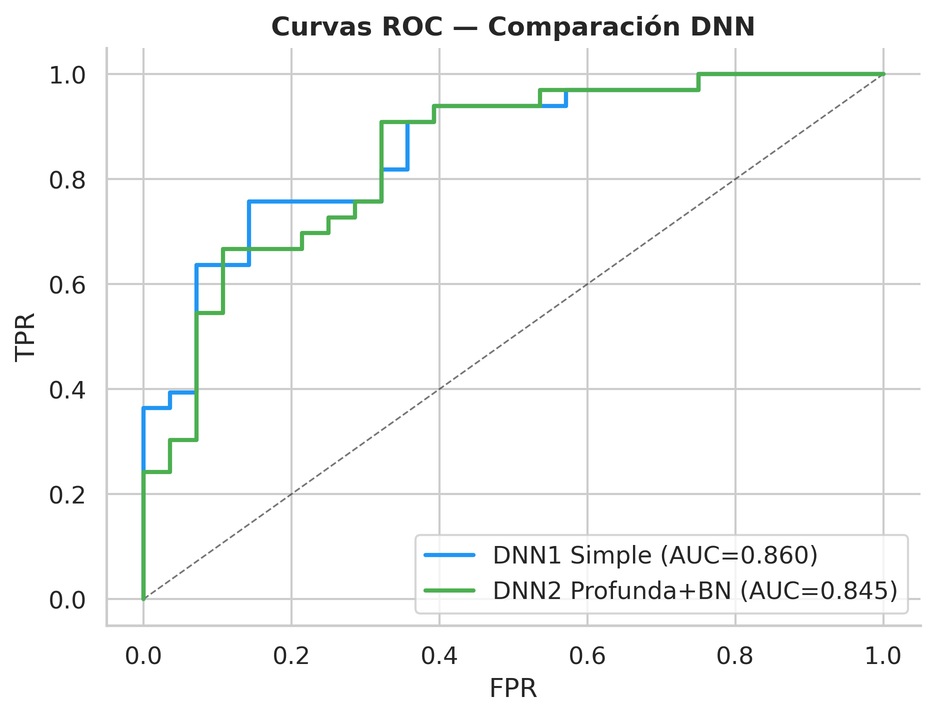 Curvas ROC — Comparación DNN
1.0
0.8
0.6
0.4
0.2
0.0
TPR
DNN1 Simple (AUC=0.860)
DNN2 Profunda+BN (AUC=0.845)
0.0 0.2 0.4 0.6 0.8 1.0
FPR